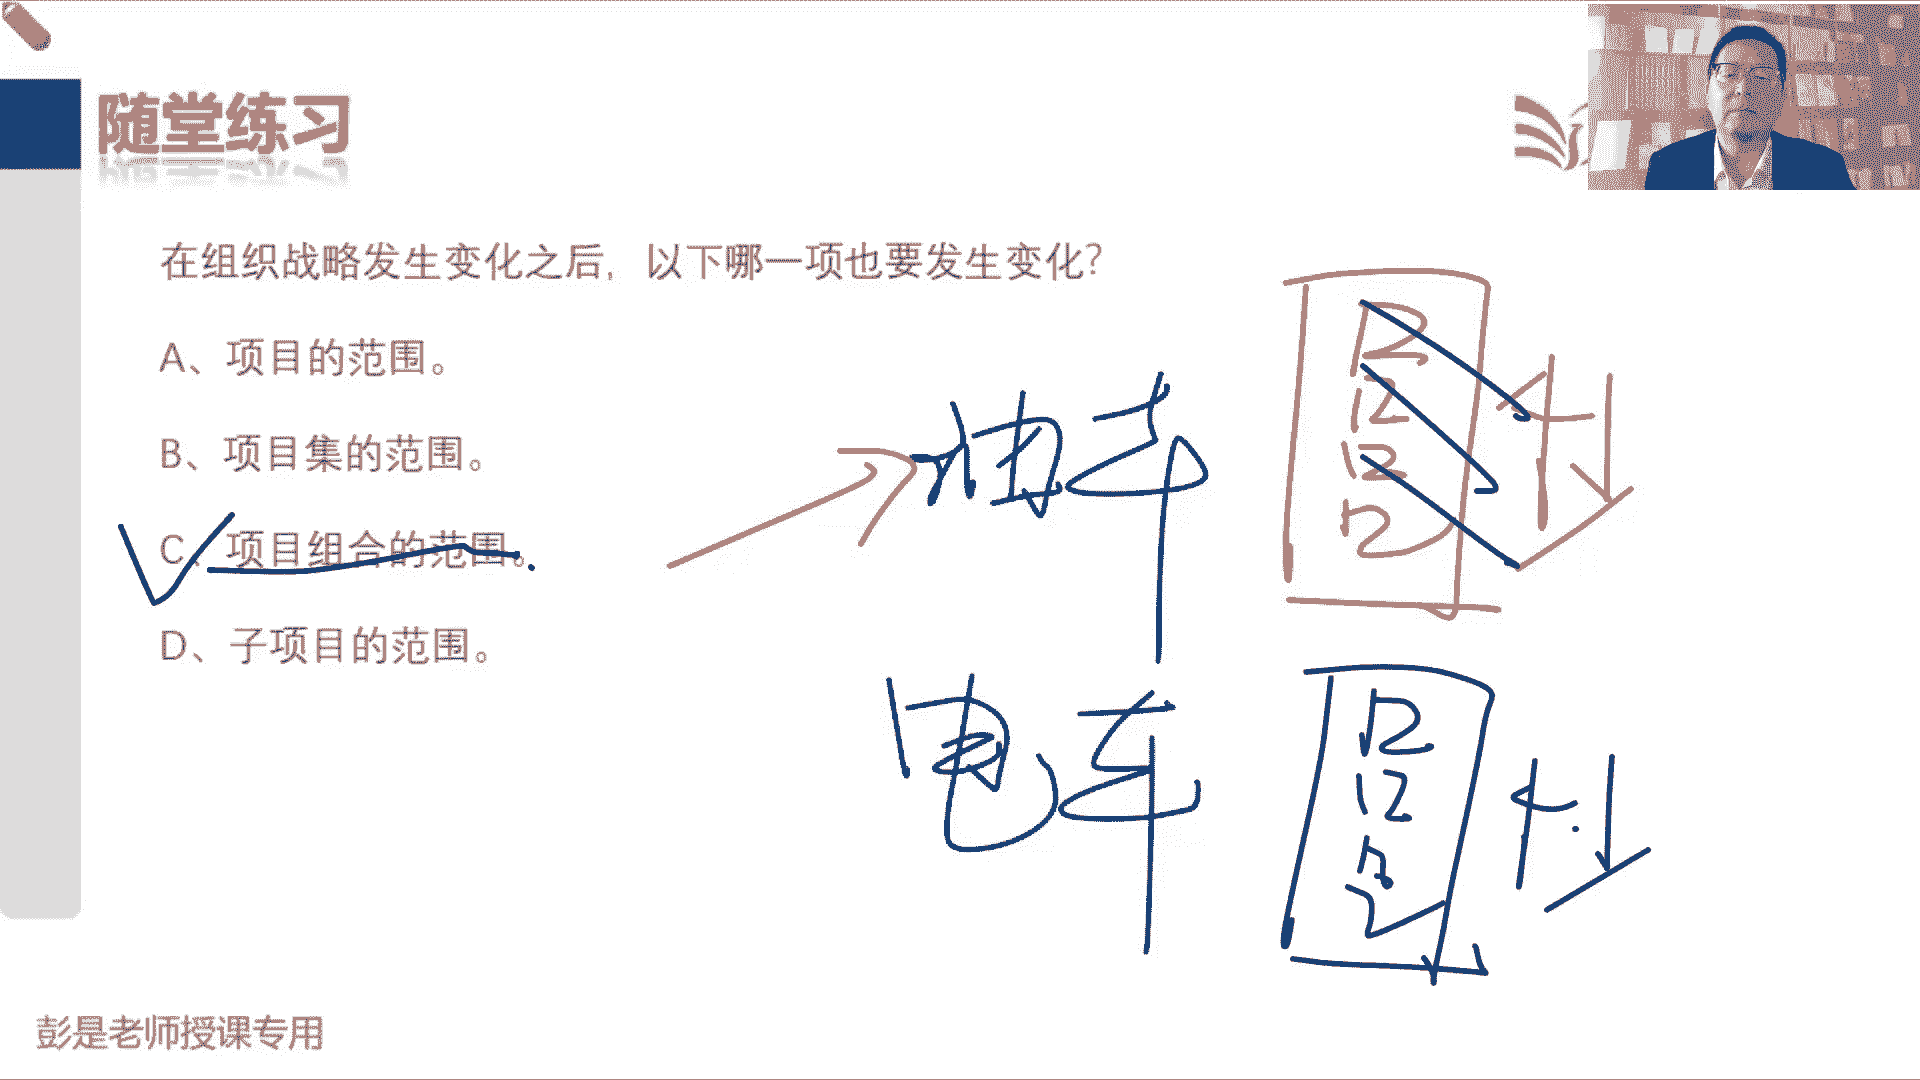 随堂练习
在组织战略发生变化之后，以下哪一项也要发生变化？
A、项目的范围。
B、项目集的范围。
C、项目组合的范围。
D、子项目的范围。
油车
电车
彭是老师授课专用